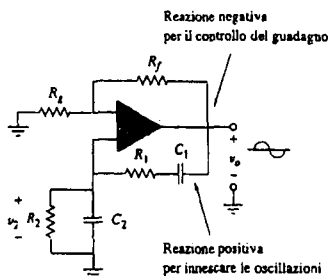 Reazione negativa
per il controllo del guadagno
R_f
R_g
R_1
C_1
+
v_o
−
+
v_2
−
R_2
C_2
Reazione positiva
per innescare le oscillazioni